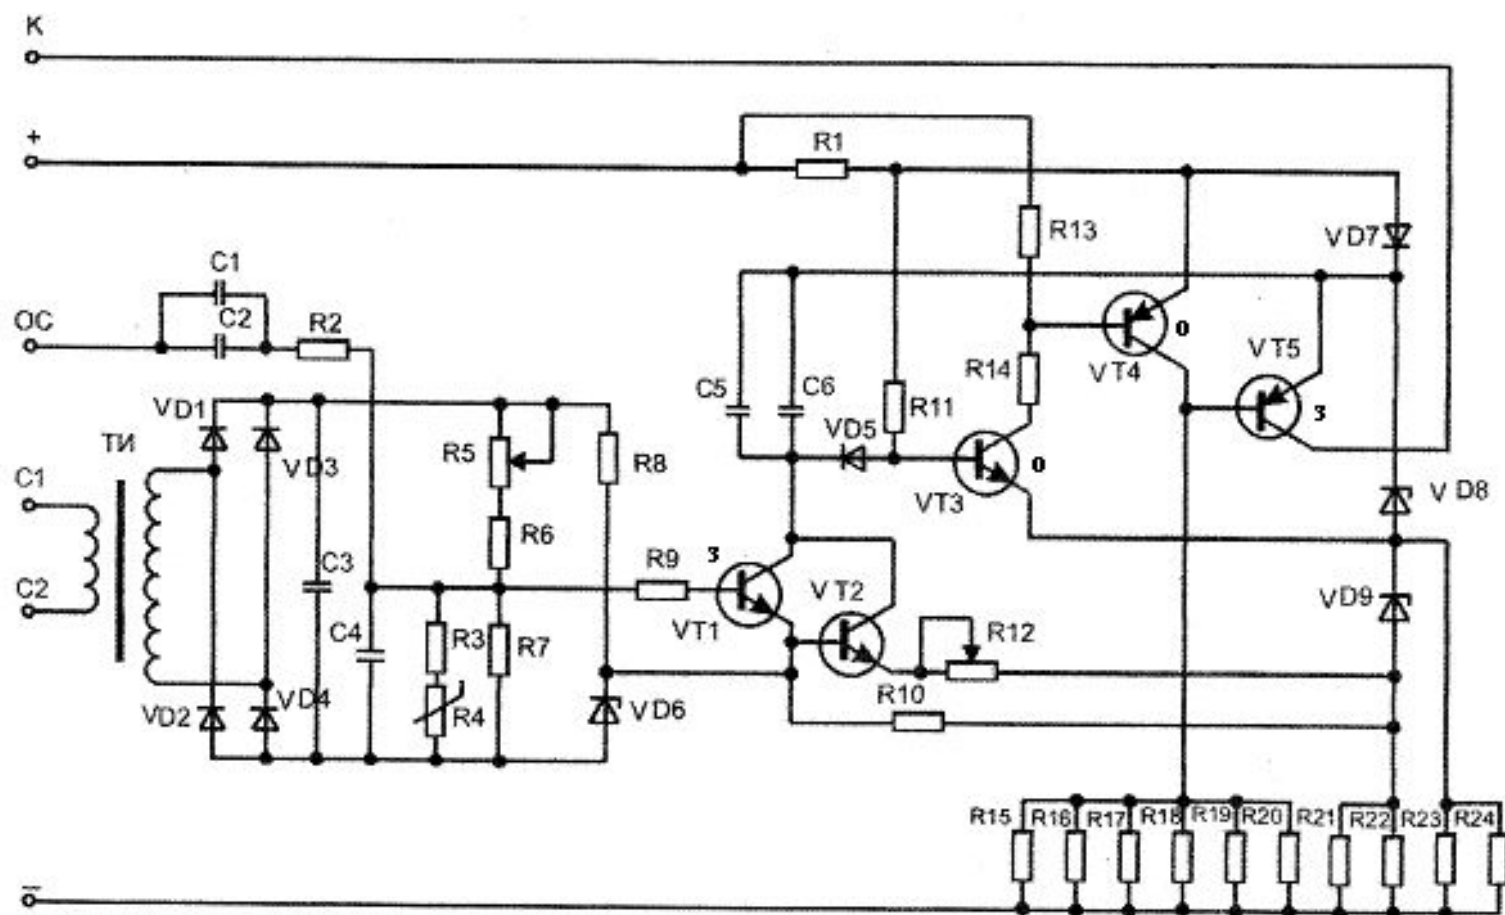 К
+
R1
R13
VD7
C1
ОС
C2
R2
VT4
0
VT5
3
R14
C5
C6
R11
VD5
VT3
0
VD8
VD1
ТИ
VD3
R5
R8
C1
R6
C3
R9
3
VT2
VD9
C2
VT1
C4
R3
R7
R12
R10
VD2
VD4
R4
VD6
R15
R16
R17
R18
R19
R20
R21
R22
R23
R24
−